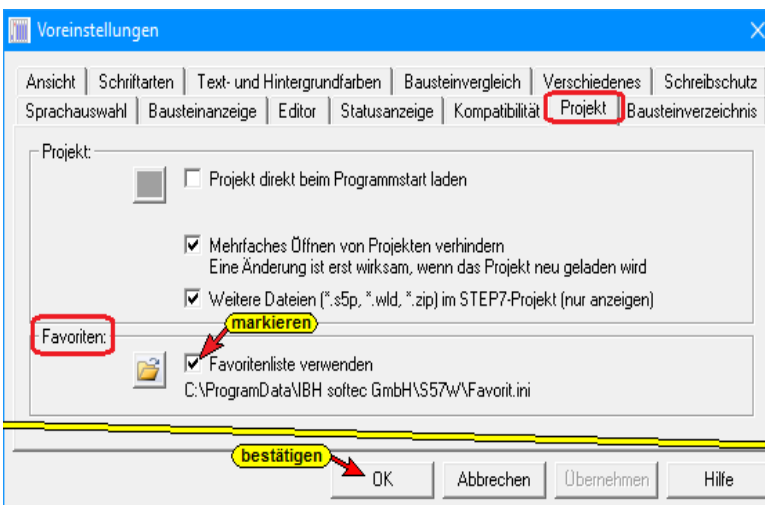 Voreinstellungen
Ansicht Schriftarten Text- und Hintergrundfarben Bausteinvergleich Verschiedenes Schreibschutz
Sprachauswahl Bausteinanzeige Editor Statusanzeige Kompatibilität Projekt Bausteinverzeichnis
Projekt:
Projekt direkt beim Programmstart laden
Mehrfaches Öffnen von Projekten verhindern
Eine Änderung ist erst wirksam, wenn das Projekt neu geladen wird
Weitere Dateien (*.s5p, *.wld, *.zip) im STEP7-Projekt (nur anzeigen)
markieren
Favoriten:
Favoritenliste verwenden
C:\ProgramData\IBH softec GmbH\S57W\Favorit.ini
bestätigen
OK Abbrechen Übernehmen Hilfe